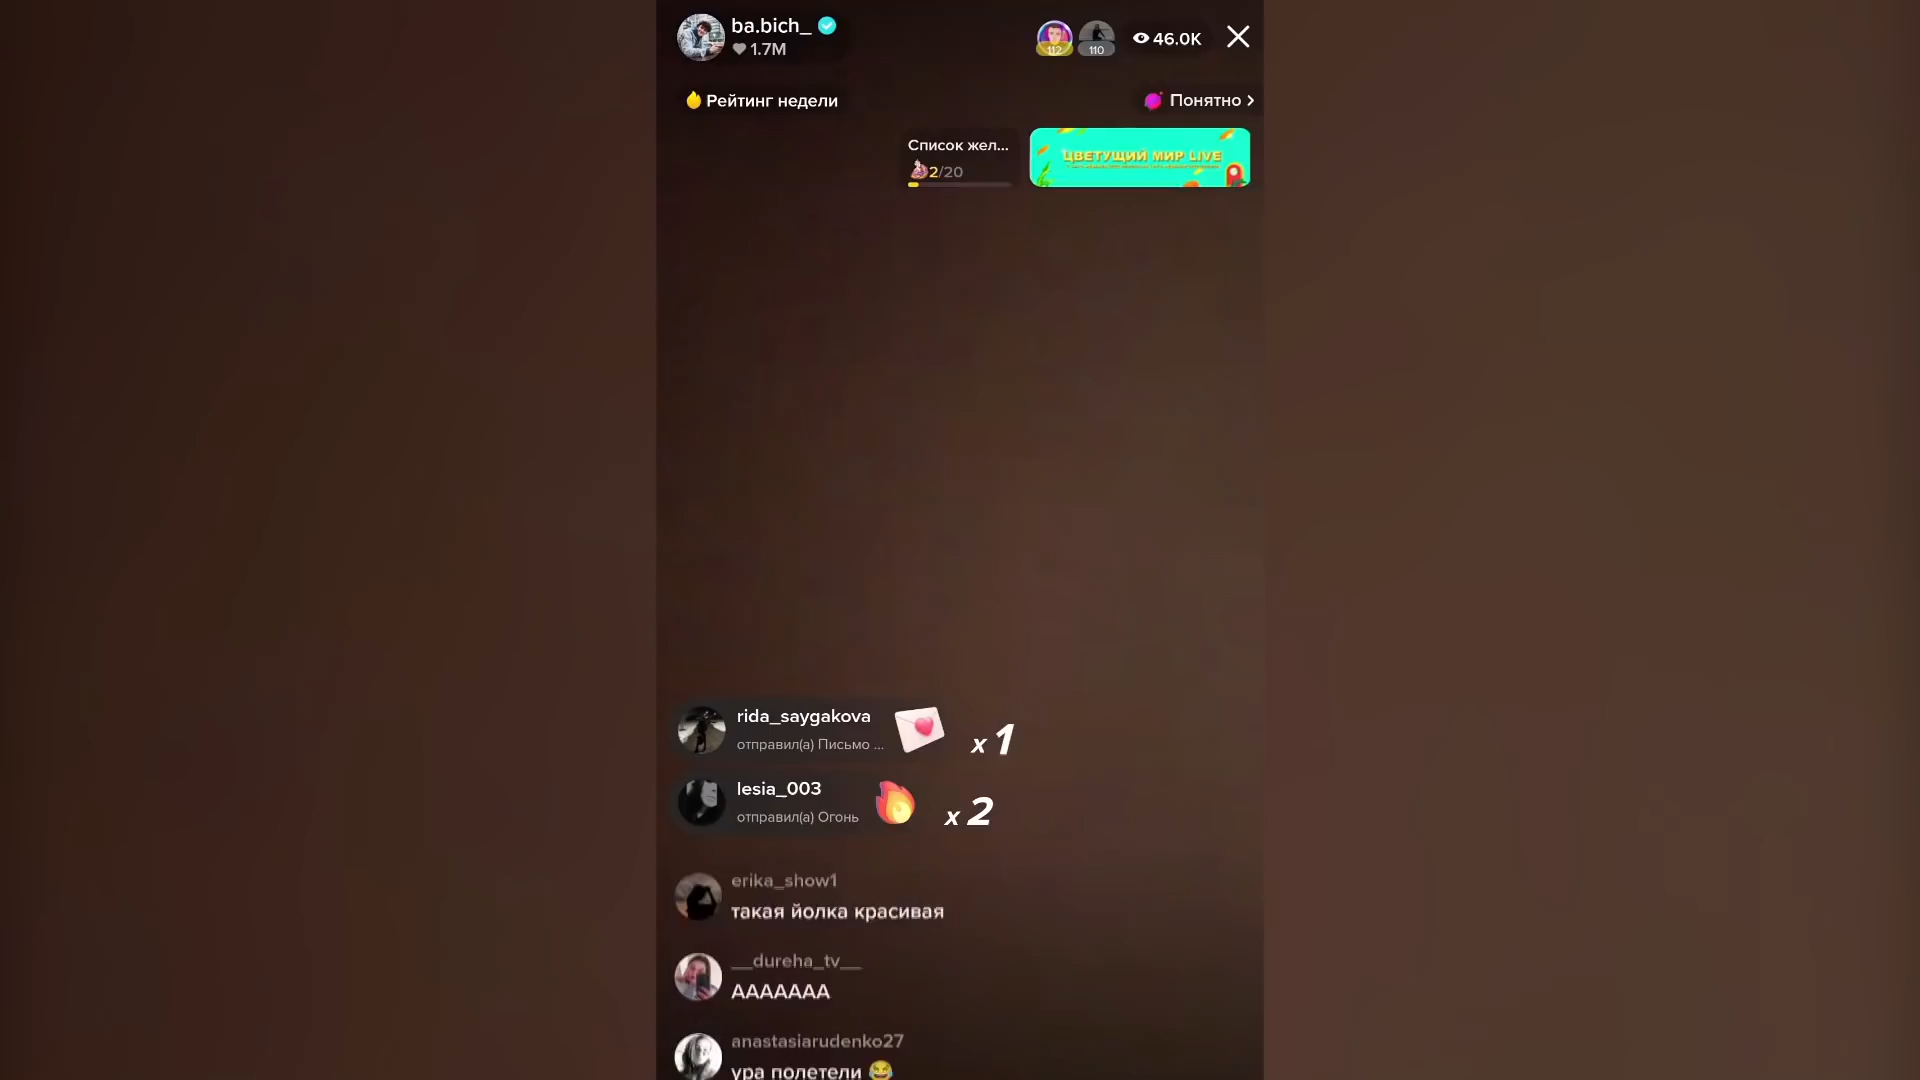 ba.bich_
1.7M
112
110
46.0K
Рейтинг недели
Понятно
Список жел...
2/20
ЦВЕТУЩИЙ МИР LIVE
rida_saygakova
отправил(а) Письмо ...
x 1
lesia_003
отправил(а) Огонь
x 2
erika_show1
такая йолка красивая
__dureha_tv__
ААААААА
anastasiarudenko27
ура полетели 😂